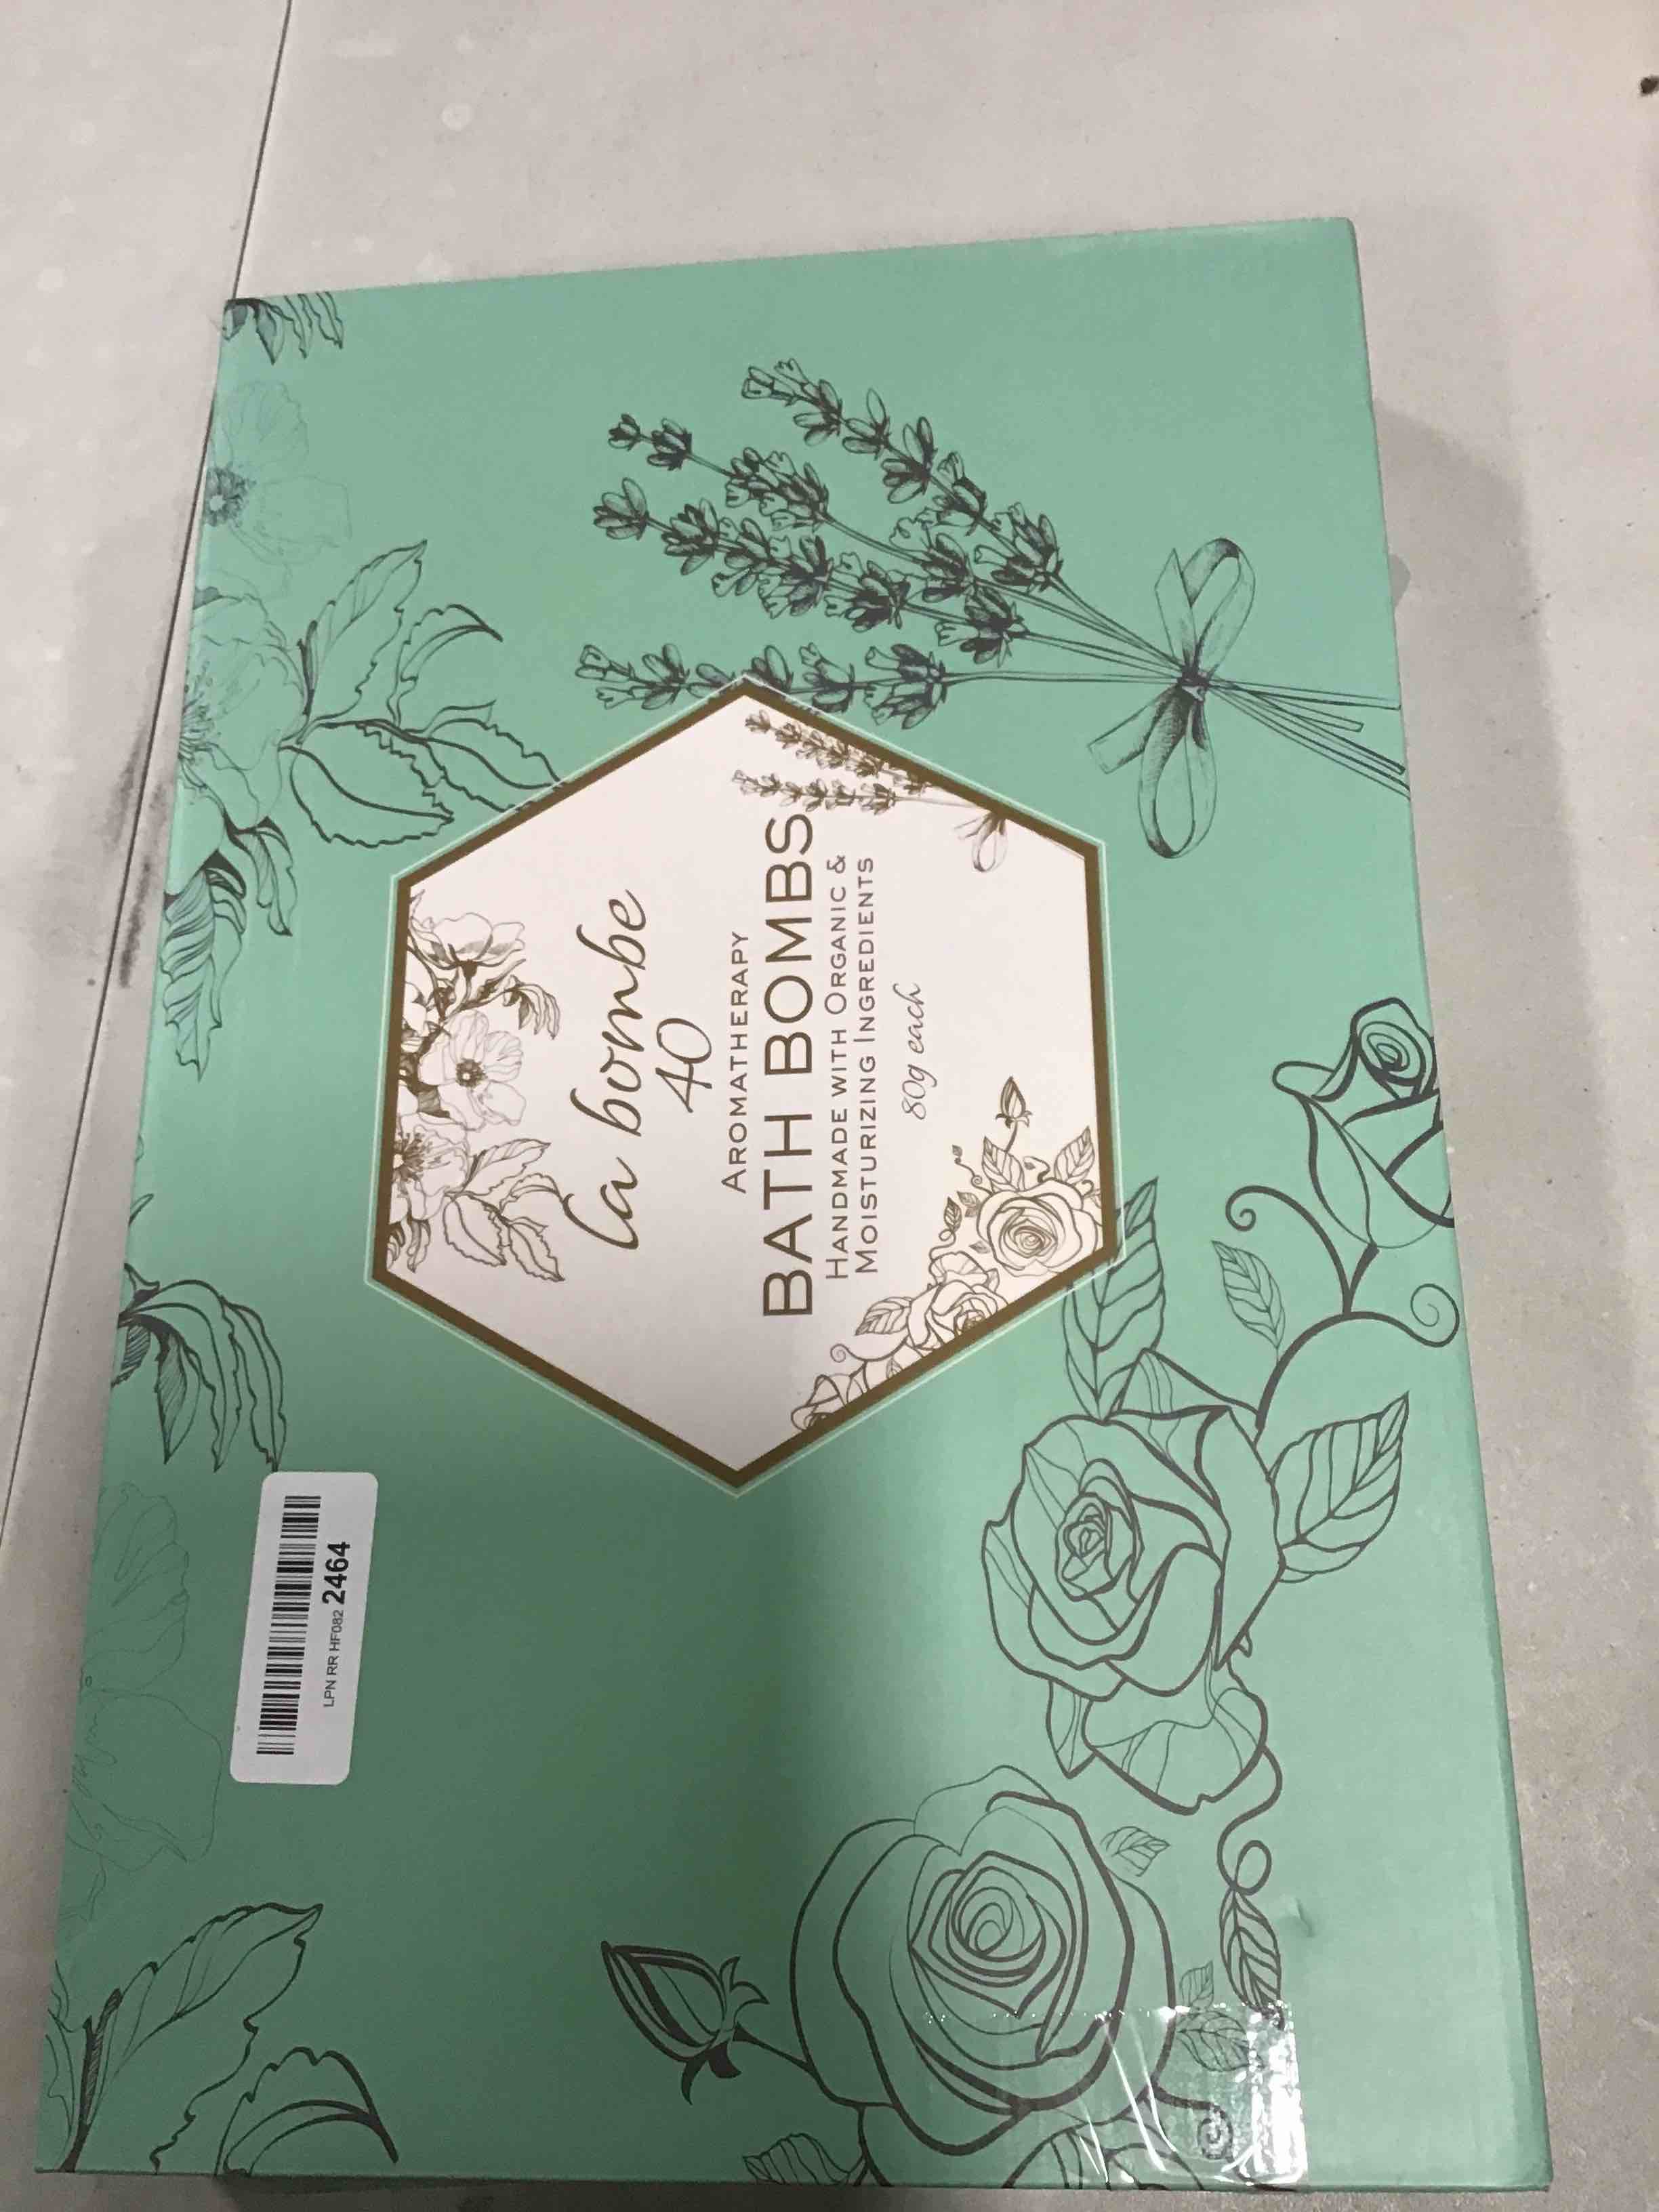 la bombe
40
AROMATHERAPY
BATH BOMBS
HANDMADE WITH ORGANIC &
MOISTURIZING INGREDIENTS
80g each
LPN RR HF082 2464